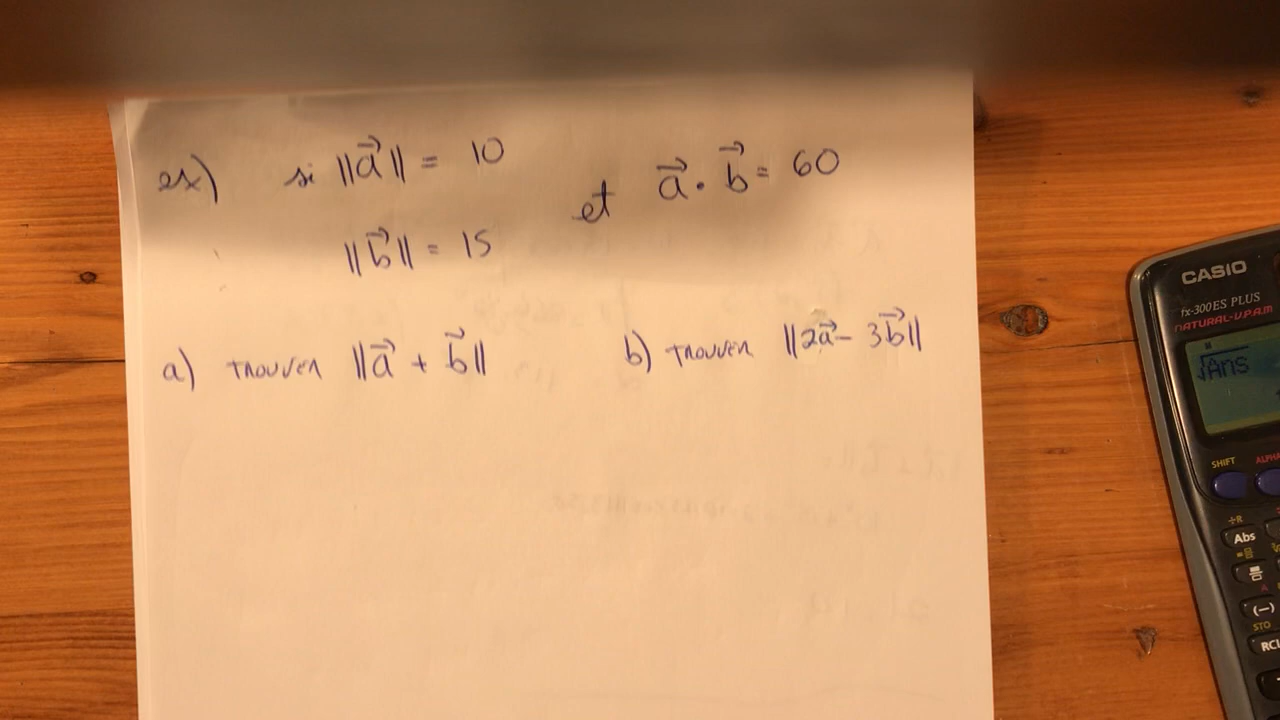 ex) si ||a⃗|| = 10 et a⃗ · b⃗ = 60
||b⃗|| = 15
a) TROUVER ||a⃗ + b⃗||
b) TROUVER ||2a⃗ - 3b⃗||
CASIO
fx-300ES PLUS
NATURAL-V.P.A.M.
√Ans
SHIFT ALPHA
÷R
Abs
(−)
STO
RCL